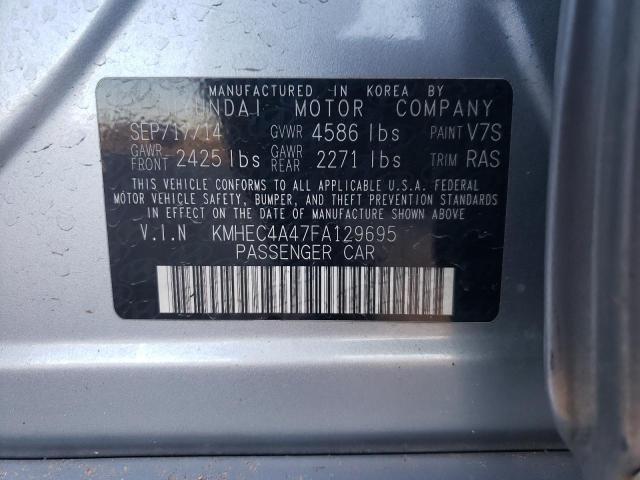 MANUFACTURED IN KOREA BY
HYUNDAI MOTOR COMPANY
SEP/17/14 GVWR 4586 lbs PAINT V7S
GAWR FRONT 2425 lbs GAWR REAR 2271 lbs TRIM RAS
THIS VEHICLE CONFORMS TO ALL APPLICABLE U.S.A. FEDERAL
MOTOR VEHICLE SAFETY, BUMPER, AND THEFT PREVENTION STANDARDS
IN EFFECT ON THE DATE OF MANUFACTURE SHOWN ABOVE
V.I.N KMHEC4A47FA129695
PASSENGER CAR